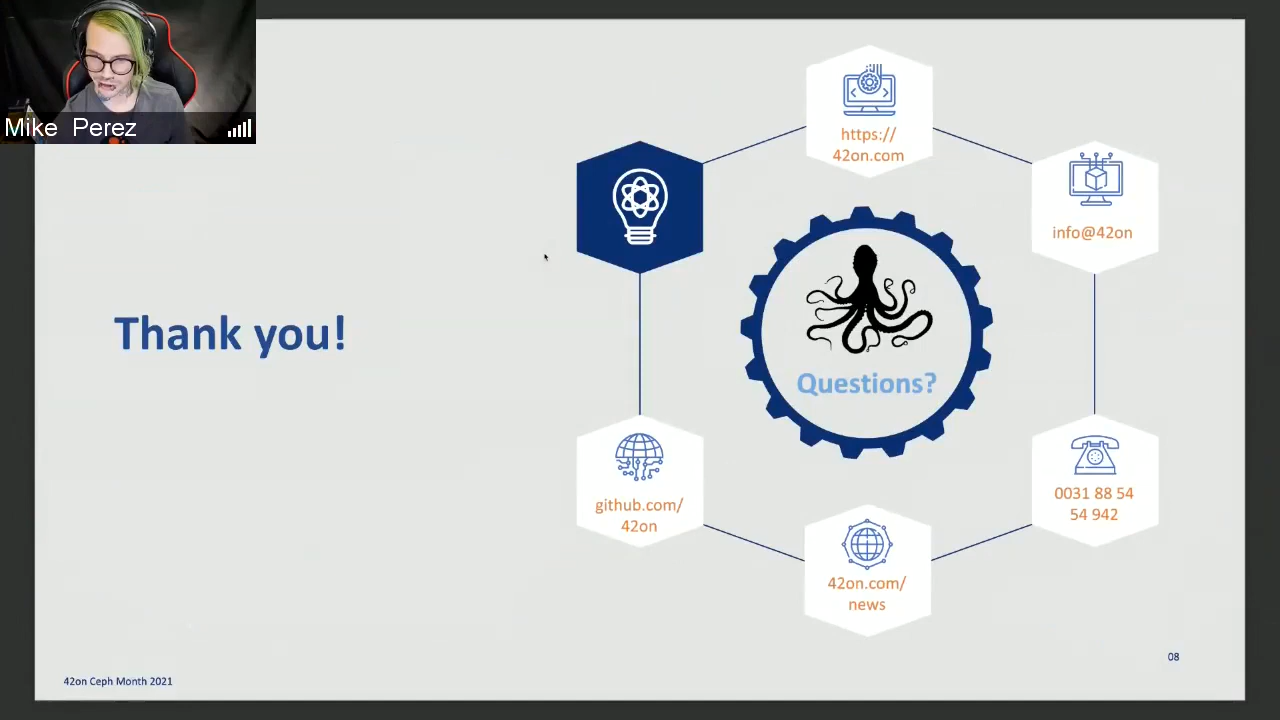 Mike Perez
https://
42on.com
info@42on
Thank you!
Questions?
github.com/
42on
0031 88 54
54 942
42on.com/
news
08
42on Ceph Month 2021